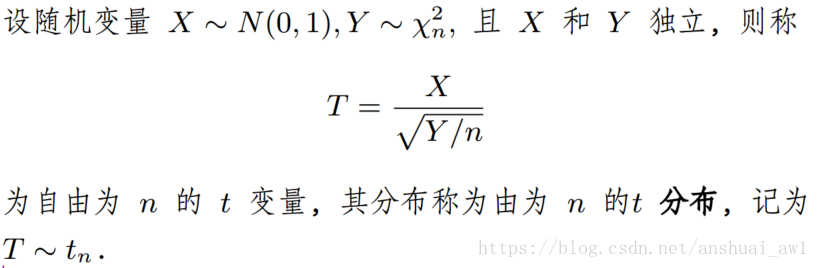 设随机变量 X ∼ N(0, 1), Y ∼ χ²ₙ, 且 X 和 Y 独立，则称
T = X / √(Y/n)
为自由为 n 的 t 变量，其分布称为由为 n 的t 分布，记为
T ∼ tₙ.
https://blog.csdn.net/anshuai_aw1